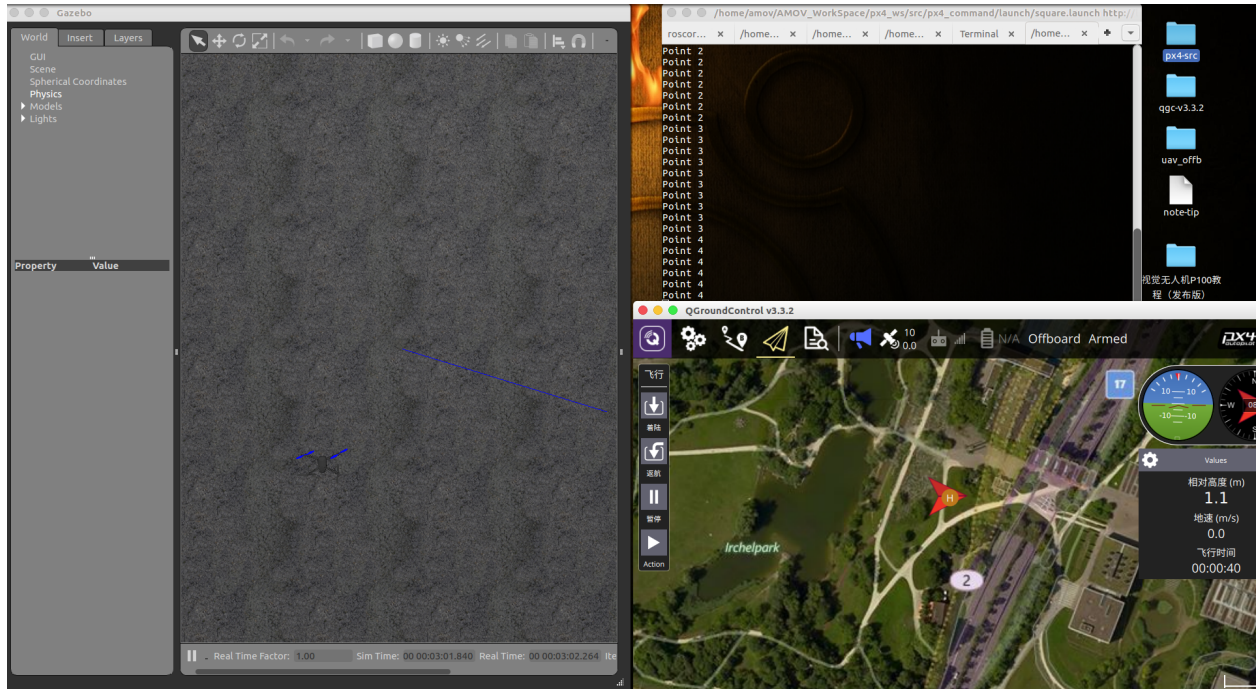 Gazebo
World Insert Layers
GUI
Scene
Spherical Coordinates
Physics
Models
Lights
Property Value
Real Time Factor: 1.00 Sim Time: 00 00:03:01.840 Real Time: 00 00:03:02.264 Ite
/home/amov/AMOV_WorkSpace/px4_ws/src/px4_command/launch/square.launch http://
roscor... × /home... × /home... × /home... × Terminal × /home... ×
Point 2
Point 2
Point 2
Point 2
Point 2
Point 2
Point 2
Point 3
Point 3
Point 3
Point 3
Point 3
Point 3
Point 3
Point 3
Point 3
Point 3
Point 4
Point 4
Point 4
Point 4
Point 4
Point 4
px4-src
qgc-v3.3.2
uav_offb
note-tip
视觉无人机P100教
程（发布版）
QGroundControl v3.3.2
10
0.0
N/A Offboard Armed
px4
autopilot
飞行
着陆
返航
暂停
Action
17
H
Irchelpark
2
10 10
-10 -10
W
Values
相对高度 (m)
1.1
地速 (m/s)
0.0
飞行时间
00:00:40